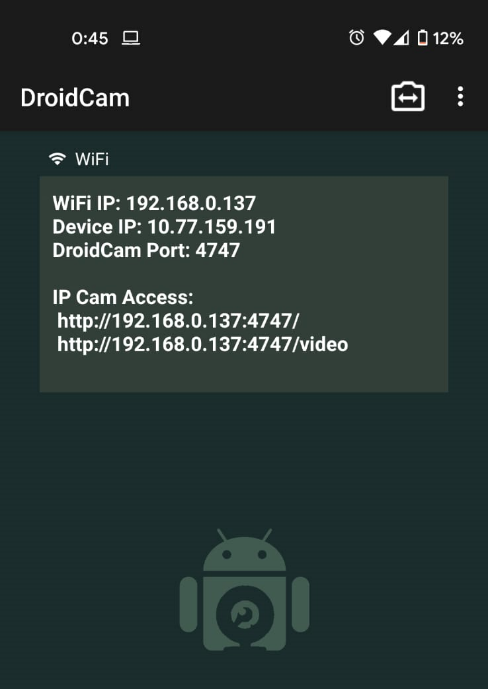 0:45
12%
DroidCam
WiFi
WiFi IP: 192.168.0.137
Device IP: 10.77.159.191
DroidCam Port: 4747
IP Cam Access:
http://192.168.0.137:4747/
http://192.168.0.137:4747/video